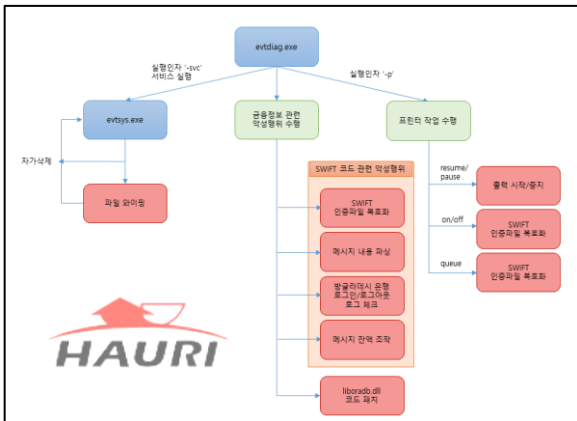 evtdiag.exe
실행인자 '-svc'
서비스 실행
실행인자 '-p'
evtsys.exe
금융정보 관련
악성행위 수행
프린터 작업 수행
자가삭제
파일 와이핑
SWIFT 코드 관련 악성행위
SWIFT
인증파일 복호화
메시지 내용 파싱
방글라데시 은행
로그인/로그아웃
로그 체크
메시지 잔액 조작
liboradb.dll
코드 패치
resume/
pause
출력 시작/중지
on/off
SWIFT
인증파일 복호화
queue
SWIFT
인증파일 복호화
HAURI